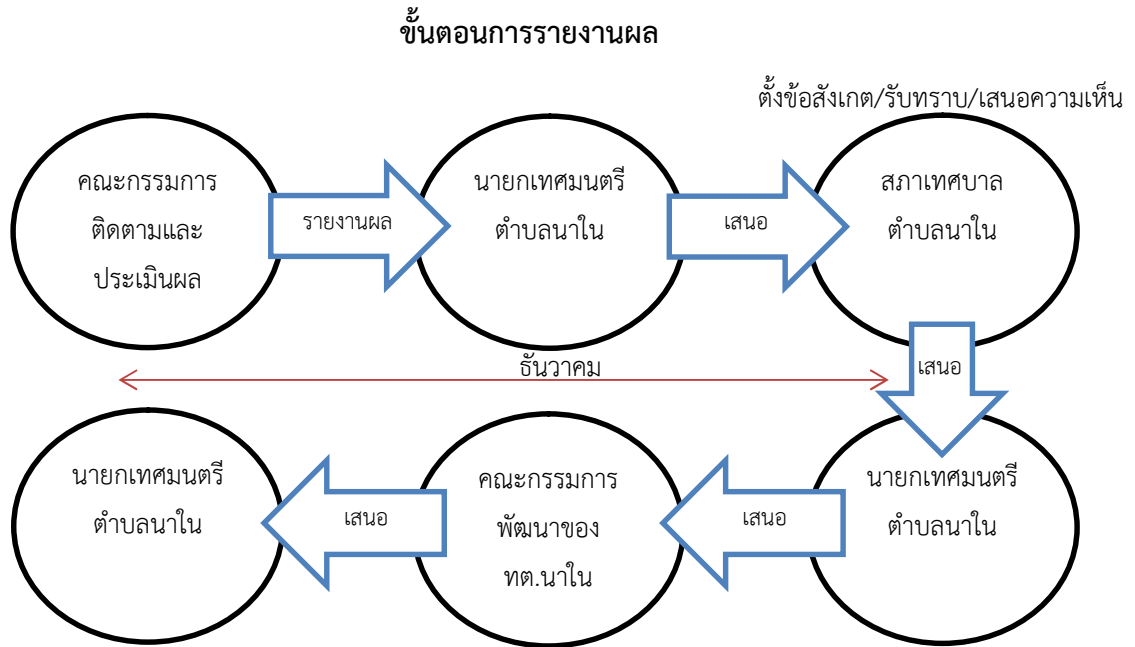 ขั้นตอนการรายงานผล
ตั้งข้อสังเกต/รับทราบ/เสนอความเห็น
คณะกรรมการ
ติดตามและ
ประเมินผล
รายงานผล
นายกเทศมนตรี
ตำบลนาใน
เสนอ
สภาเทศบาล
ตำบลนาใน
เสนอ
ธันวาคม
นายกเทศมนตรี
ตำบลนาใน
เสนอ
คณะกรรมการ
พัฒนาของ
ทต.นาใน
เสนอ
นายกเทศมนตรี
ตำบลนาใน